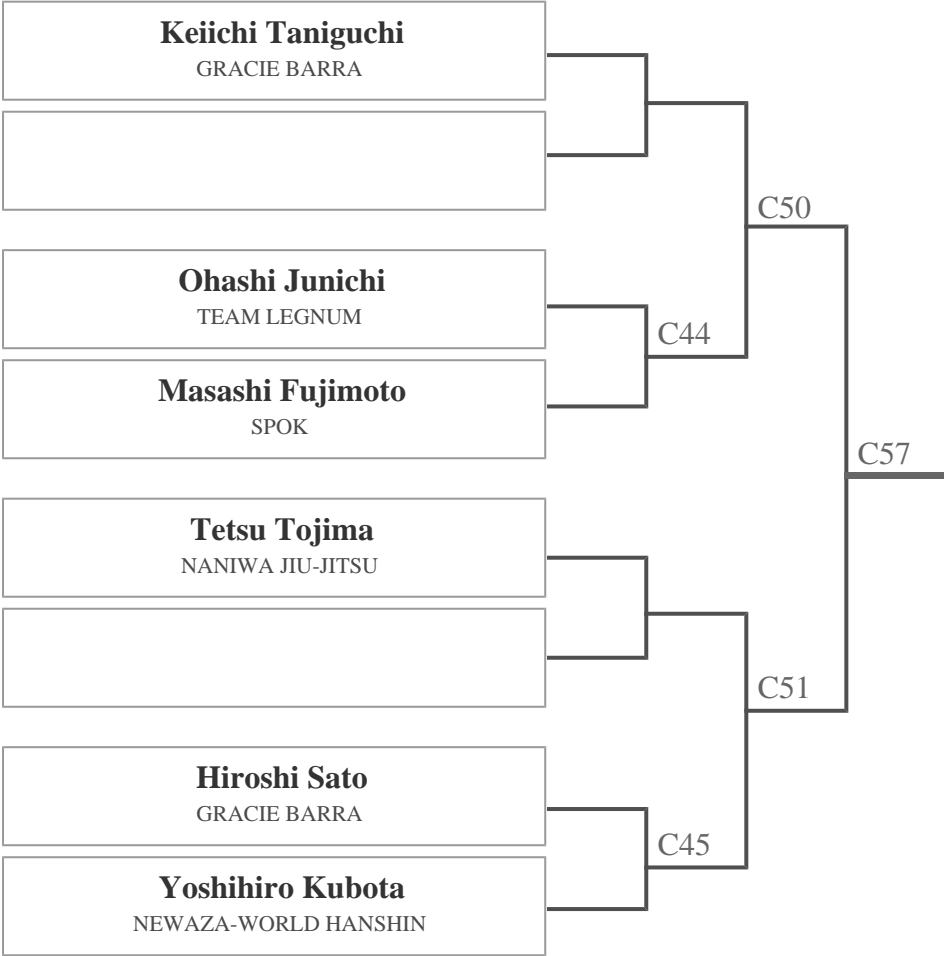 Keiichi Taniguchi
GRACIE BARRA
C50
Ohashi Junichi
TEAM LEGNUM
C44
Masashi Fujimoto
SPOK
C57
Tetsu Tojima
NANIWA JIU-JITSU
C51
Hiroshi Sato
GRACIE BARRA
C45
Yoshihiro Kubota
NEWAZA-WORLD HANSHIN